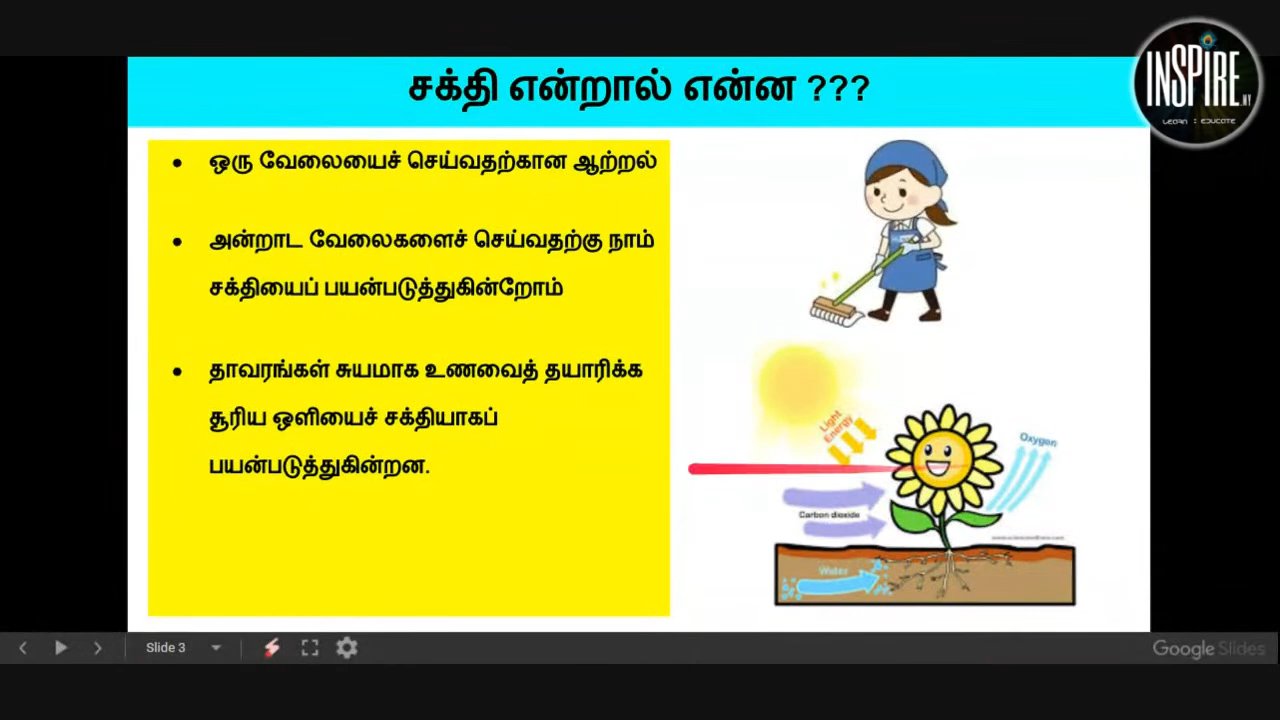 சக்தி என்றால் என்ன ???
INSPIRE.MY
LEARN : EDUCATE
• ஒரு வேலையைச் செய்வதற்கான ஆற்றல்
• அன்றாட வேலைகளைச் செய்வதற்கு நாம்
சக்தியைப் பயன்படுத்துகின்றோம்
• தாவரங்கள் சுயமாக உணவைத் தயாரிக்க
சூரிய ஒளியைச் சக்தியாகப்
பயன்படுத்துகின்றன.
Light
Energy
Oxygen
Carbon dioxide
Water
Slide 3
Google Slides